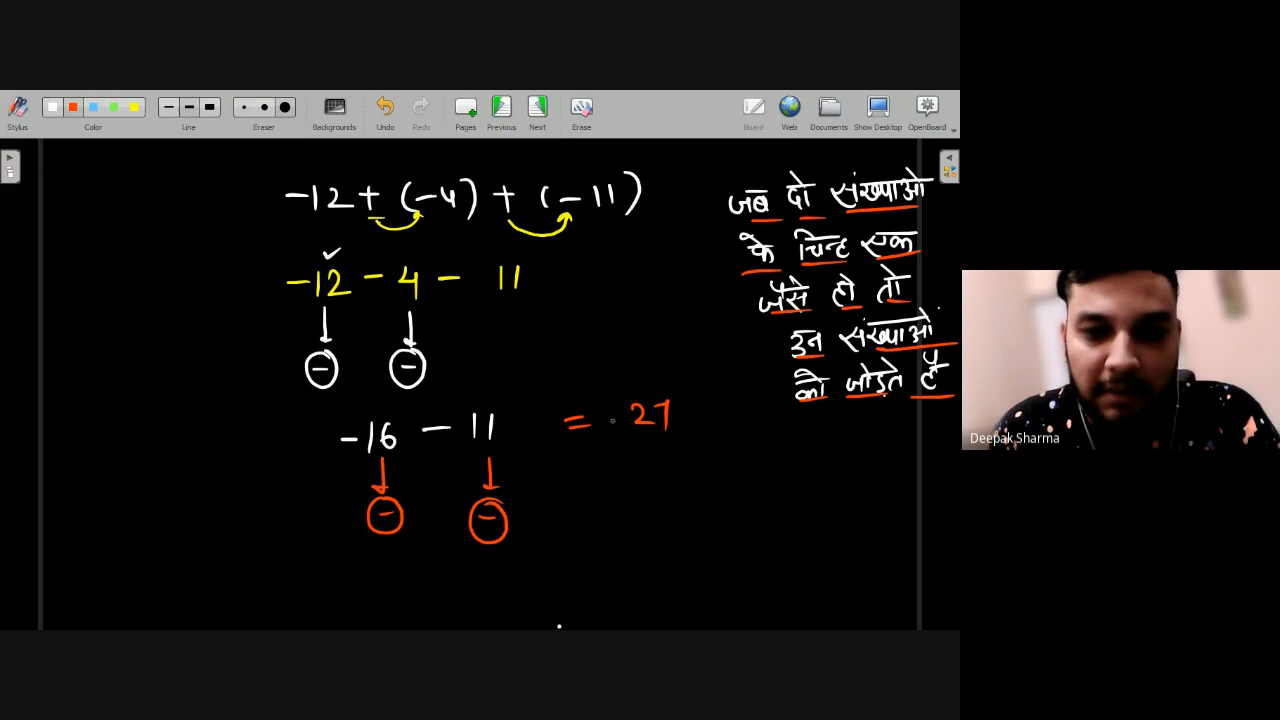 Stylus Color Line Eraser Backgrounds Undo Redo Pages Previous Next Erase Board Web Documents Show Desktop OpenBoard
-12 + (-4) + (-11)
-12 - 4 - 11
- -
-16 - 11 = 27
- -
जब दो संख्याओ
के चिन्ह एक
जैसे हो तो
उन संख्याओं
को जोड़ते है
Deepak Sharma